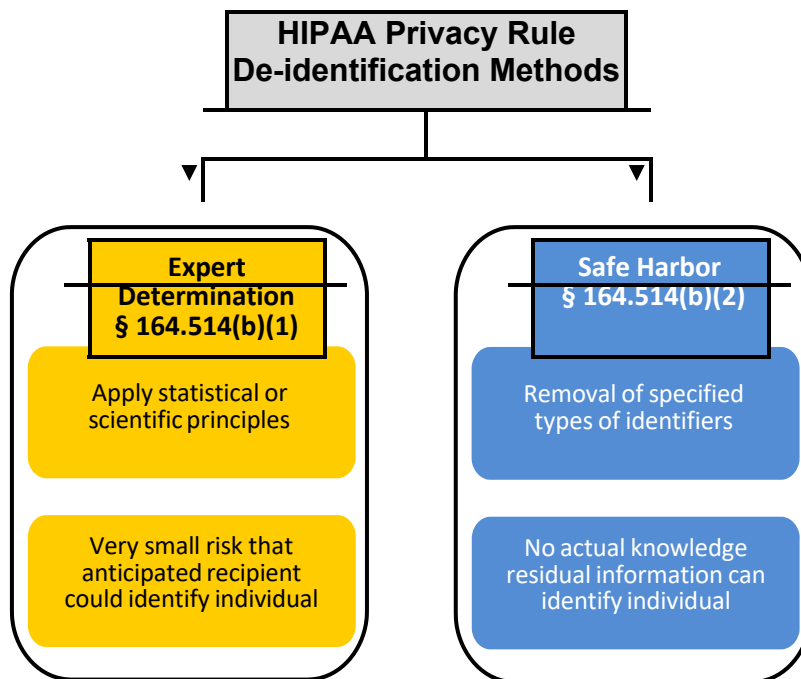 HIPAA Privacy Rule
De-identification Methods
Expert
Determination
§ 164.514(b)(1)
Apply statistical or
scientific principles
Very small risk that
anticipated recipient
could identify individual
Safe Harbor
§ 164.514(b)(2)
Removal of specified
types of identifiers
No actual knowledge
residual information can
identify individual